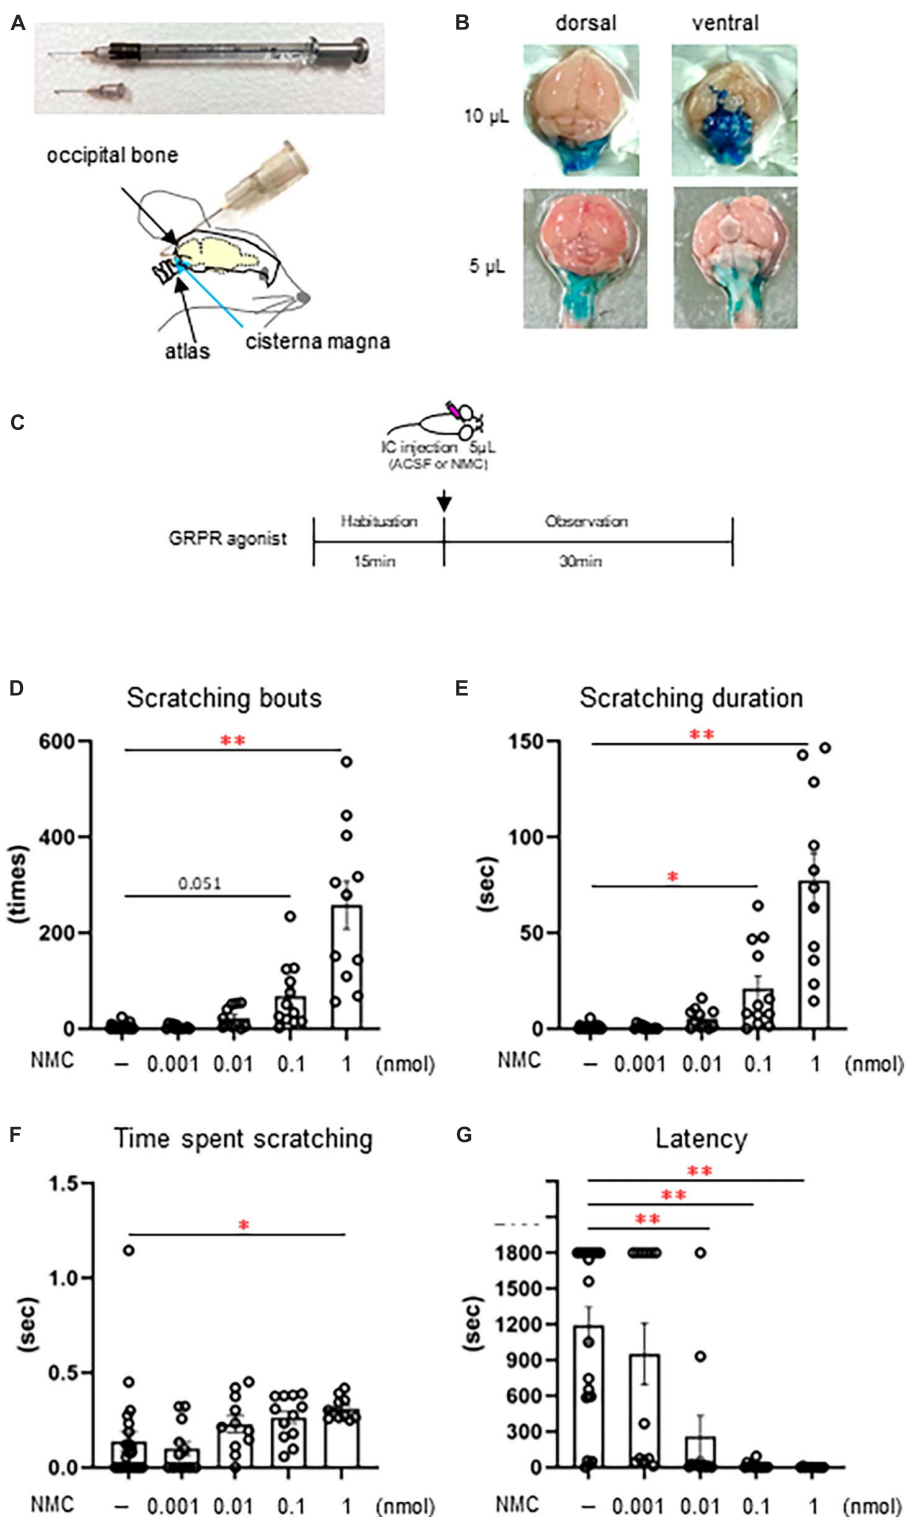 A
occipital bone
atlas
cisterna magna
B
dorsal ventral
10 µL
5 µL
C
IC injection 5µL
(ACSF or NMC)
GRPR agonist
Habituation Observation
15min 30min
D
Scratching bouts
(times)
600
400
200
0
**
0.051
NMC – 0.001 0.01 0.1 1 (nmol)
E
Scratching duration
(sec)
150
100
50
0
**
*
NMC – 0.001 0.01 0.1 1 (nmol)
F
Time spent scratching
(sec)
1.5
1.0
0.5
0.0
*
NMC – 0.001 0.01 0.1 1 (nmol)
G
Latency
(sec)
1800
1500
1200
900
600
300
0
**
**
**
NMC – 0.001 0.01 0.1 1 (nmol)